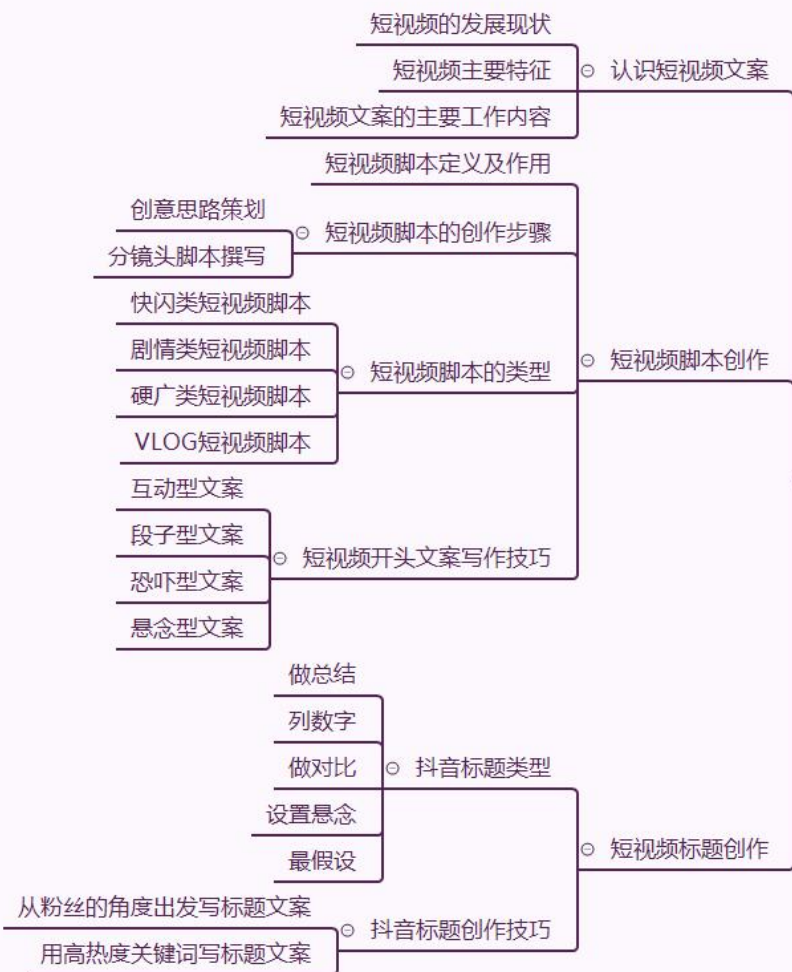 短视频的发展现状
短视频主要特征
认识短视频文案
短视频文案的主要工作内容
短视频脚本定义及作用
创意思路策划
短视频脚本的创作步骤
分镜头脚本撰写
快闪类短视频脚本
剧情类短视频脚本
短视频脚本创作
短视频脚本的类型
硬广类短视频脚本
VLOG短视频脚本
互动型文案
段子型文案
短视频开头文案写作技巧
恐吓型文案
悬念型文案
做总结
列数字
做对比
抖音标题类型
设置悬念
短视频标题创作
最假设
从粉丝的角度出发写标题文案
抖音标题创作技巧
用高热度关键词写标题文案